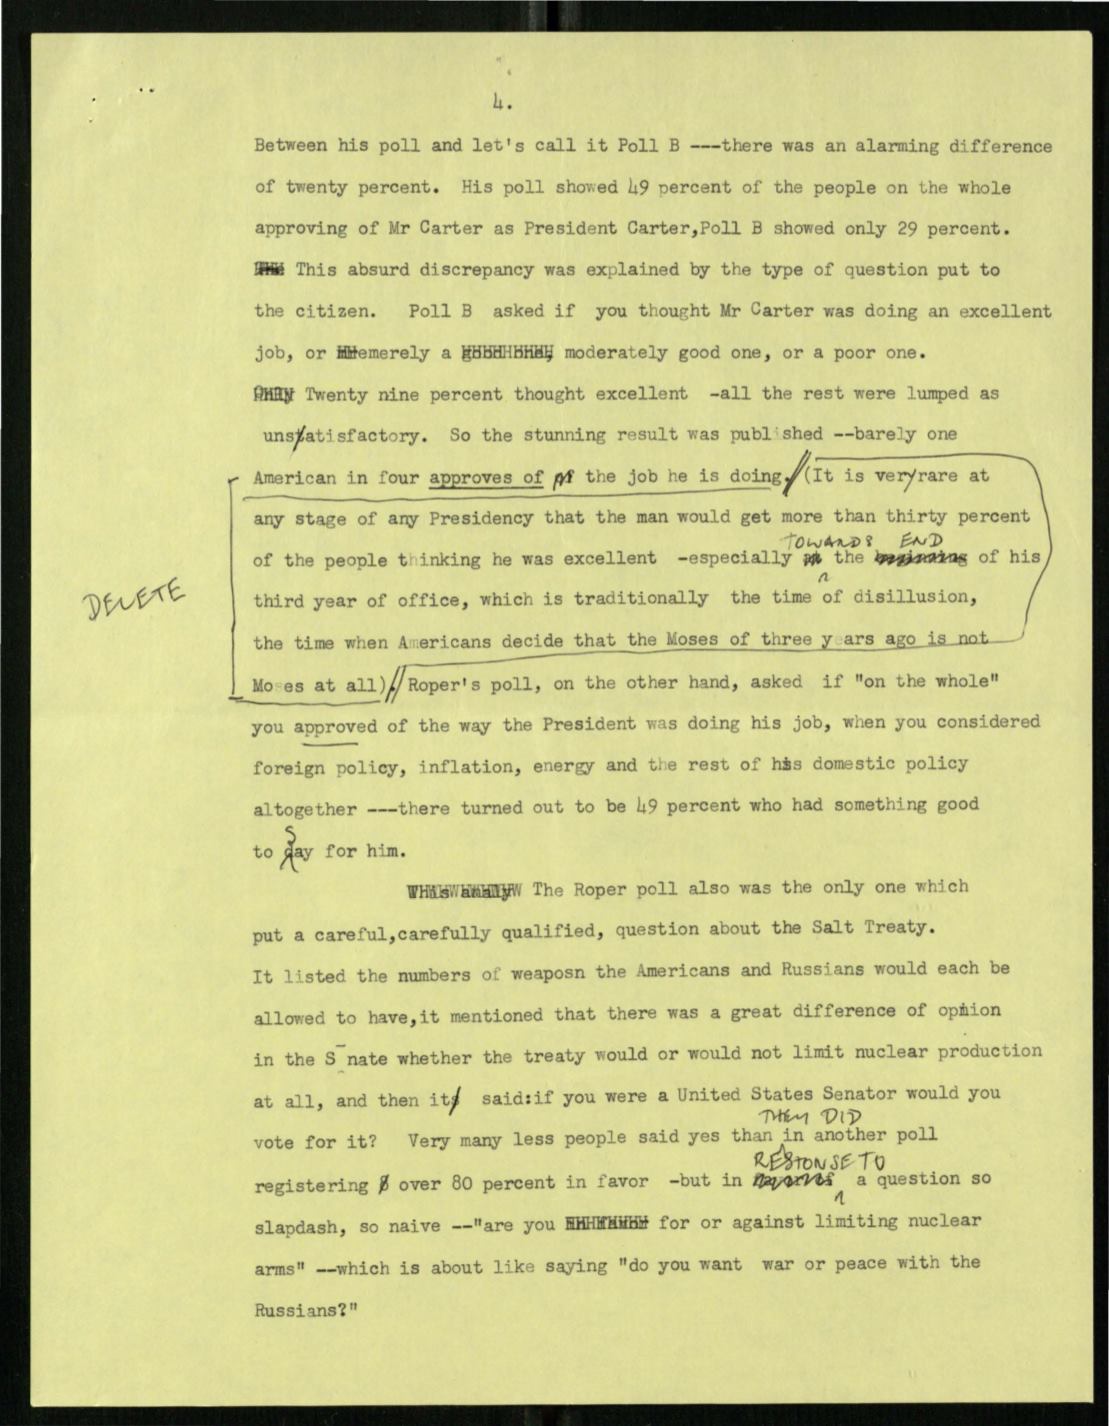 4.
Between his poll and let's call it Poll B ---there was an alarming difference
of twenty percent. His poll showed 49 percent of the people on the whole
approving of Mr Carter as President Carter,Poll B showed only 29 percent.
This absurd discrepancy was explained by the type of question put to
the citizen. Poll B asked if you thought Mr Carter was doing an excellent
job, or emerely a moderately good one, or a poor one.
Twenty nine percent thought excellent -all the rest were lumped as
unsatisfactory. So the stunning result was published --barely one
American in four approves of the job he is doing.//(It is very/rare at
any stage of any Presidency that the man would get more than thirty percent
TOWARDS END
of the people thinking he was excellent -especially the of his
DELETE
third year of office, which is traditionally the time of disillusion,
the time when Americans decide that the Moses of three years ago is not
Moses at all)// Roper's poll, on the other hand, asked if "on the whole"
you approved of the way the President was doing his job, when you considered
foreign policy, inflation, energy and the rest of his domestic policy
altogether ---there turned out to be 49 percent who had something good
to say for him.
The Roper poll also was the only one which
put a careful,carefully qualified, question about the Salt Treaty.
It listed the numbers of weaposn the Americans and Russians would each be
allowed to have,it mentioned that there was a great difference of opniion
in the S nate whether the treaty would or would not limit nuclear production
at all, and then it said:if you were a United States Senator would you
THEY DID
vote for it? Very many less people said yes than in another poll
RESPONSE TO
registering over 80 percent in favor -but in a question so
slapdash, so naive --"are you for or against limiting nuclear
arms" --which is about like saying "do you want war or peace with the
Russians?"